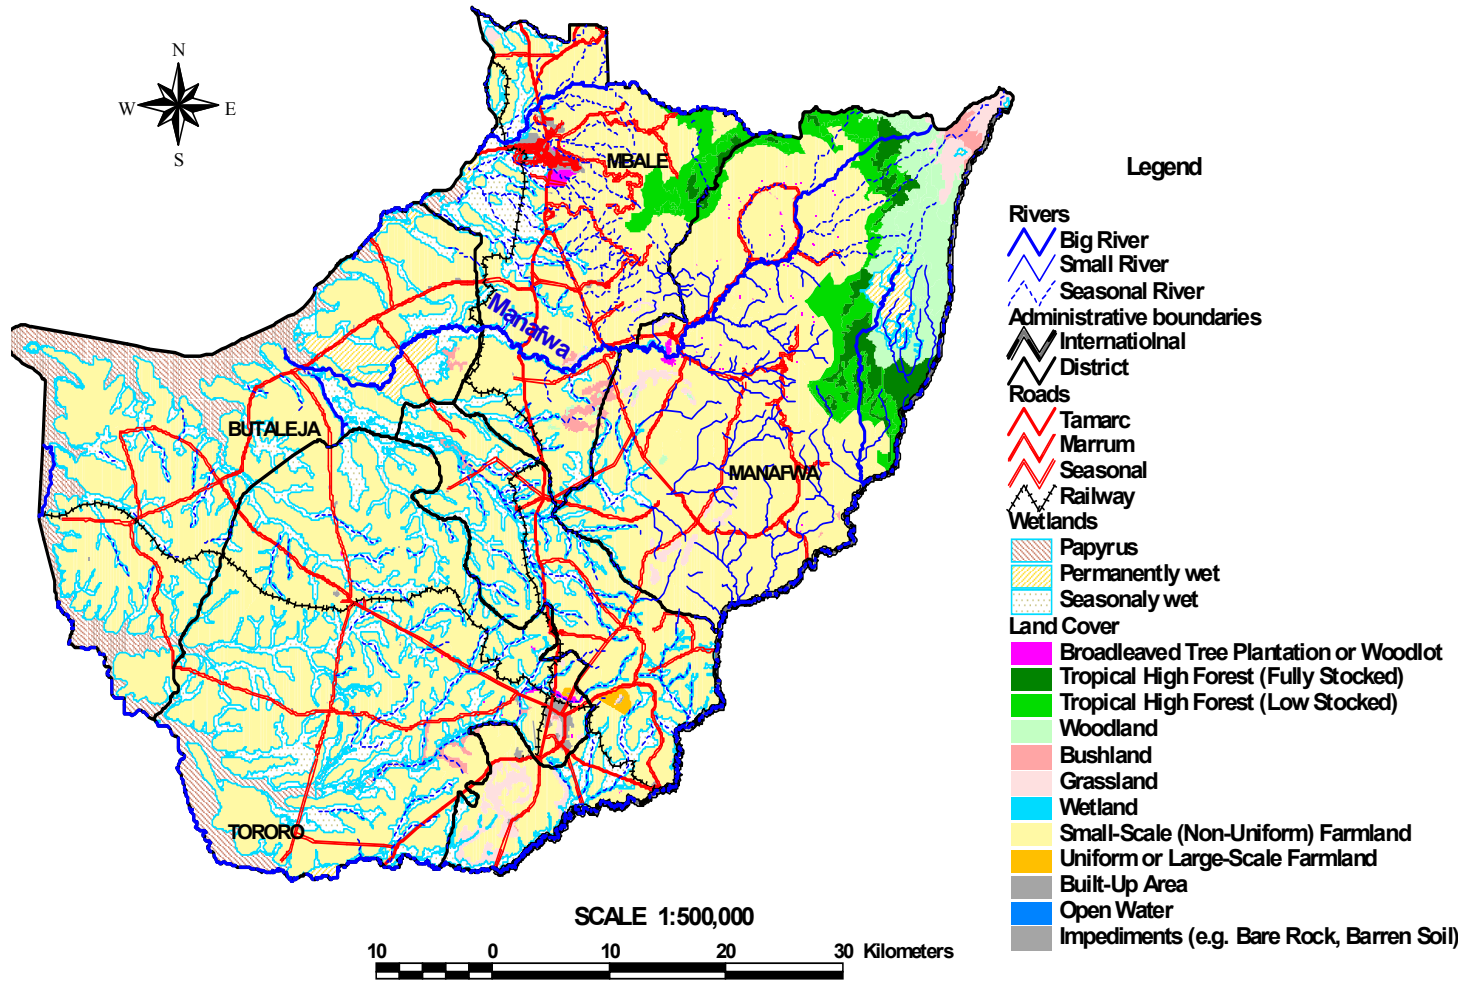 N
W E
S
MBALE
Manafwa
BUTALEJA
MANAFWA
TORORO
Legend
Rivers
Big River
Small River
Seasonal River
Administrative boundaries
Internatiolnal
District
Roads
Tamarc
Marrum
Seasonal
Railway
Wetlands
Papyrus
Permanently wet
Seasonaly wet
Land Cover
Broadleaved Tree Plantation or Woodlot
Tropical High Forest (Fully Stocked)
Tropical High Forest (Low Stocked)
Woodland
Bushland
Grassland
Wetland
Small-Scale (Non-Uniform) Farmland
Uniform or Large-Scale Farmland
Built-Up Area
Open Water
Impediments (e.g. Bare Rock, Barren Soil)
SCALE 1:500,000
10 0 10 20 30 Kilometers